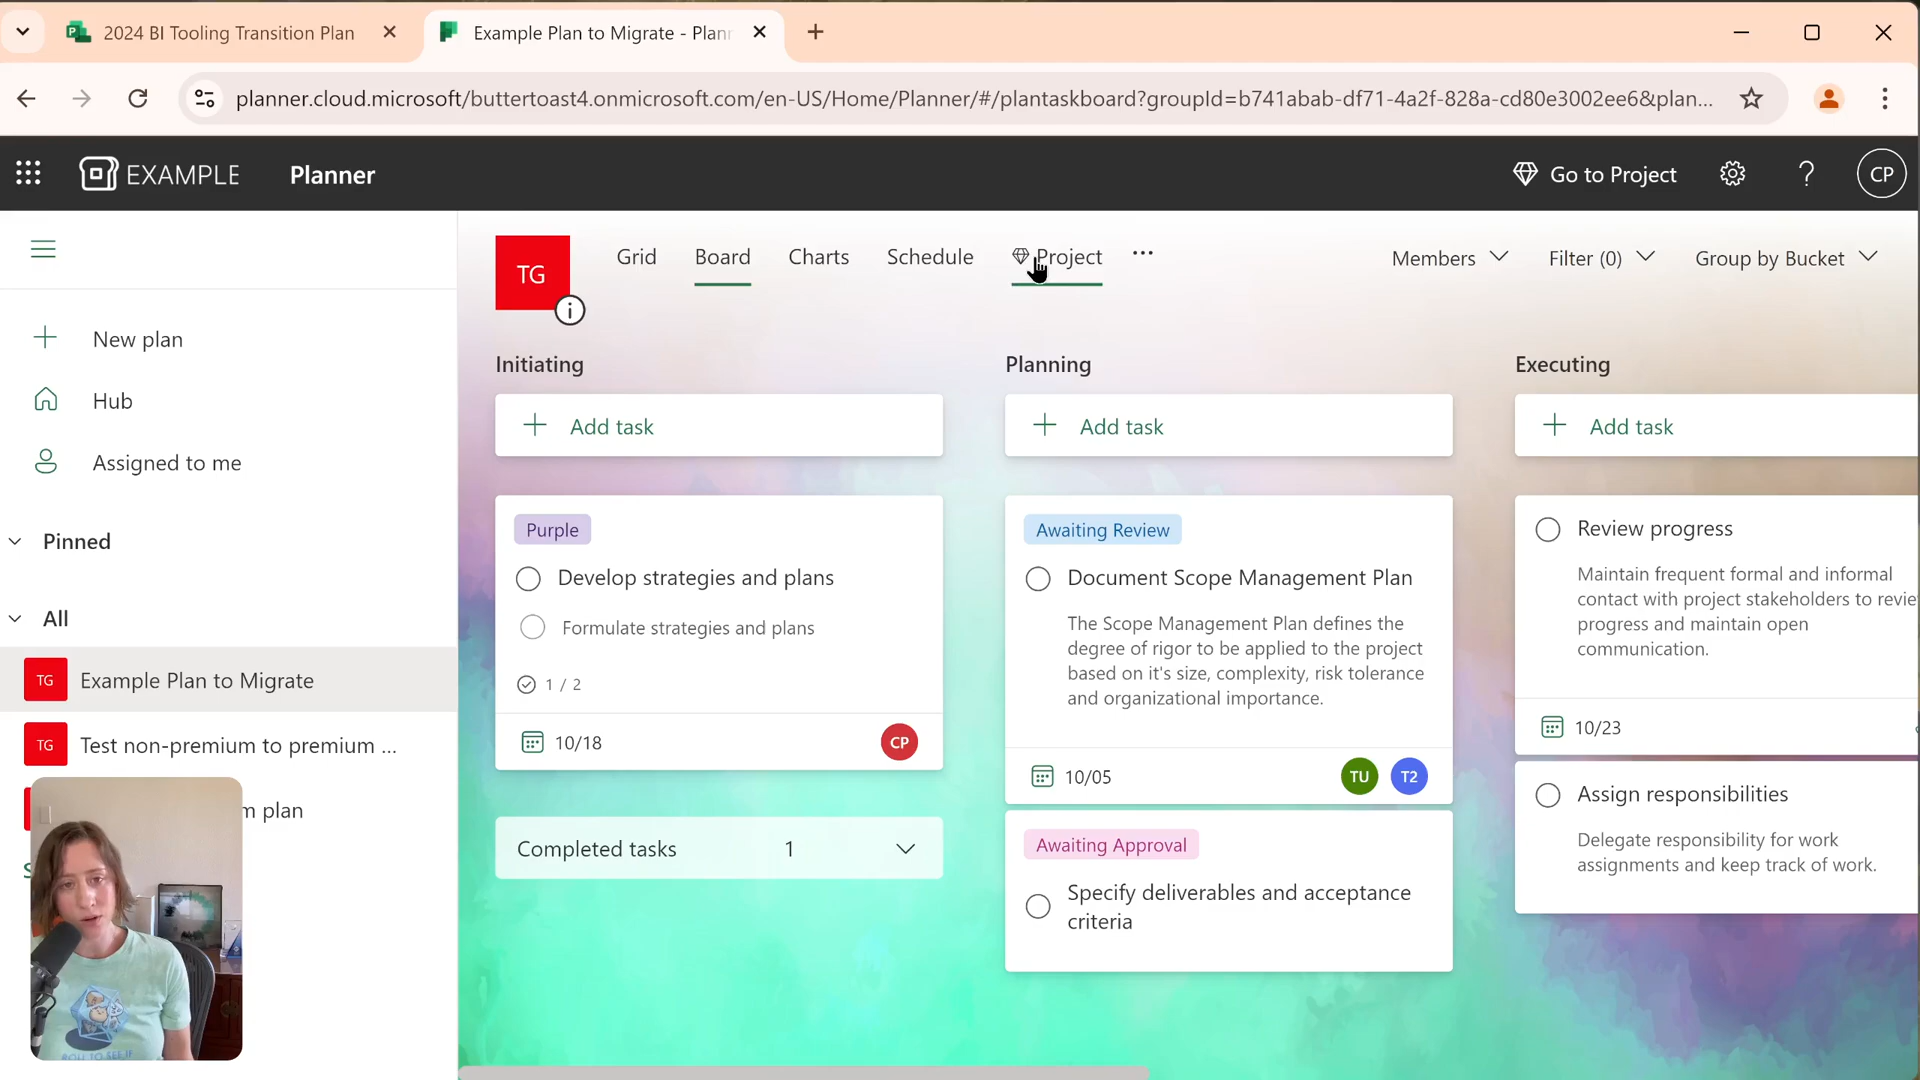 2024 BI Tooling Transition Plan
Example Plan to Migrate - Plann
planner.cloud.microsoft/buttertoast4.onmicrosoft.com/en-US/Home/Planner/#/plantaskboard?groupId=b741abab-df71-4a2f-828a-cd80e3002ee6&plan...
EXAMPLE
Planner
Go to Project
?
CP
TG
Grid
Board
Charts
Schedule
Project
...
Members
Filter (0)
Group by Bucket
New plan
Hub
Assigned to me
Pinned
All
TG
Example Plan to Migrate
TG
Test non-premium to premium ...
m plan
Initiating
Add task
Purple
Develop strategies and plans
Formulate strategies and plans
1 / 2
10/18
CP
Completed tasks
1
Planning
Add task
Awaiting Review
Document Scope Management Plan
The Scope Management Plan defines the
degree of rigor to be applied to the project
based on it's size, complexity, risk tolerance
and organizational importance.
10/05
TU
T2
Awaiting Approval
Specify deliverables and acceptance
criteria
Executing
Add task
Review progress
Maintain frequent formal and informal
contact with project stakeholders to revie
progress and maintain open
communication.
10/23
Assign responsibilities
Delegate responsibility for work
assignments and keep track of work.